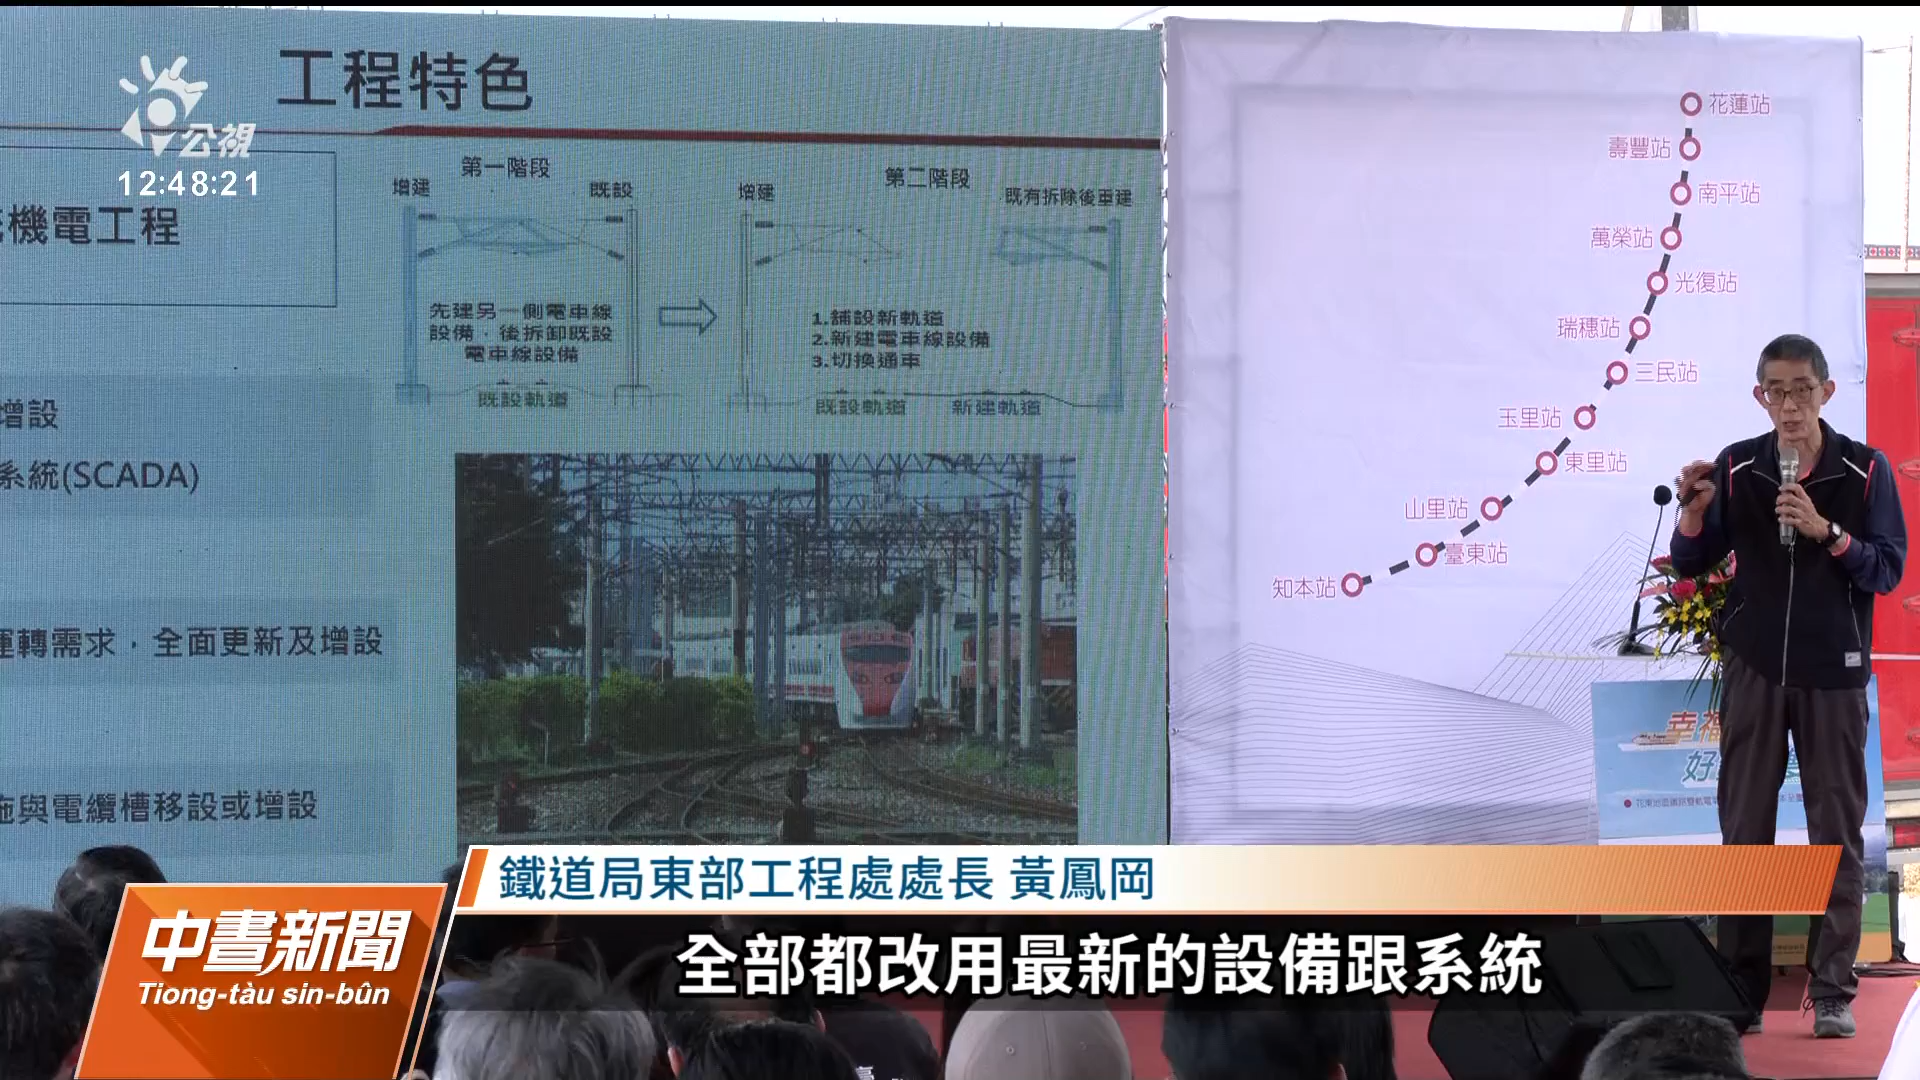 工程特色
公視
12:48:21
機電工程
增設
系統(SCADA)
運轉需求，全面更新及增設
施與電纜槽移設或增設
第一階段
增建
既設
先建另一側電車線
設備，後拆卸既設
電車線設備
既設軌道
第二階段
增建
既有拆除後重建
1.舖設新軌道
2.新建電車線設備
3.切換通車
既設軌道
新建軌道
花蓮站
壽豐站
南平站
萬榮站
光復站
瑞穗站
三民站
玉里站
東里站
山里站
臺東站
知本站
幸福
好
鐵道局東部工程處處長 黃鳳岡
全部都改用最新的設備跟系統
中晝新聞
Tiong-tàu sin-bûn